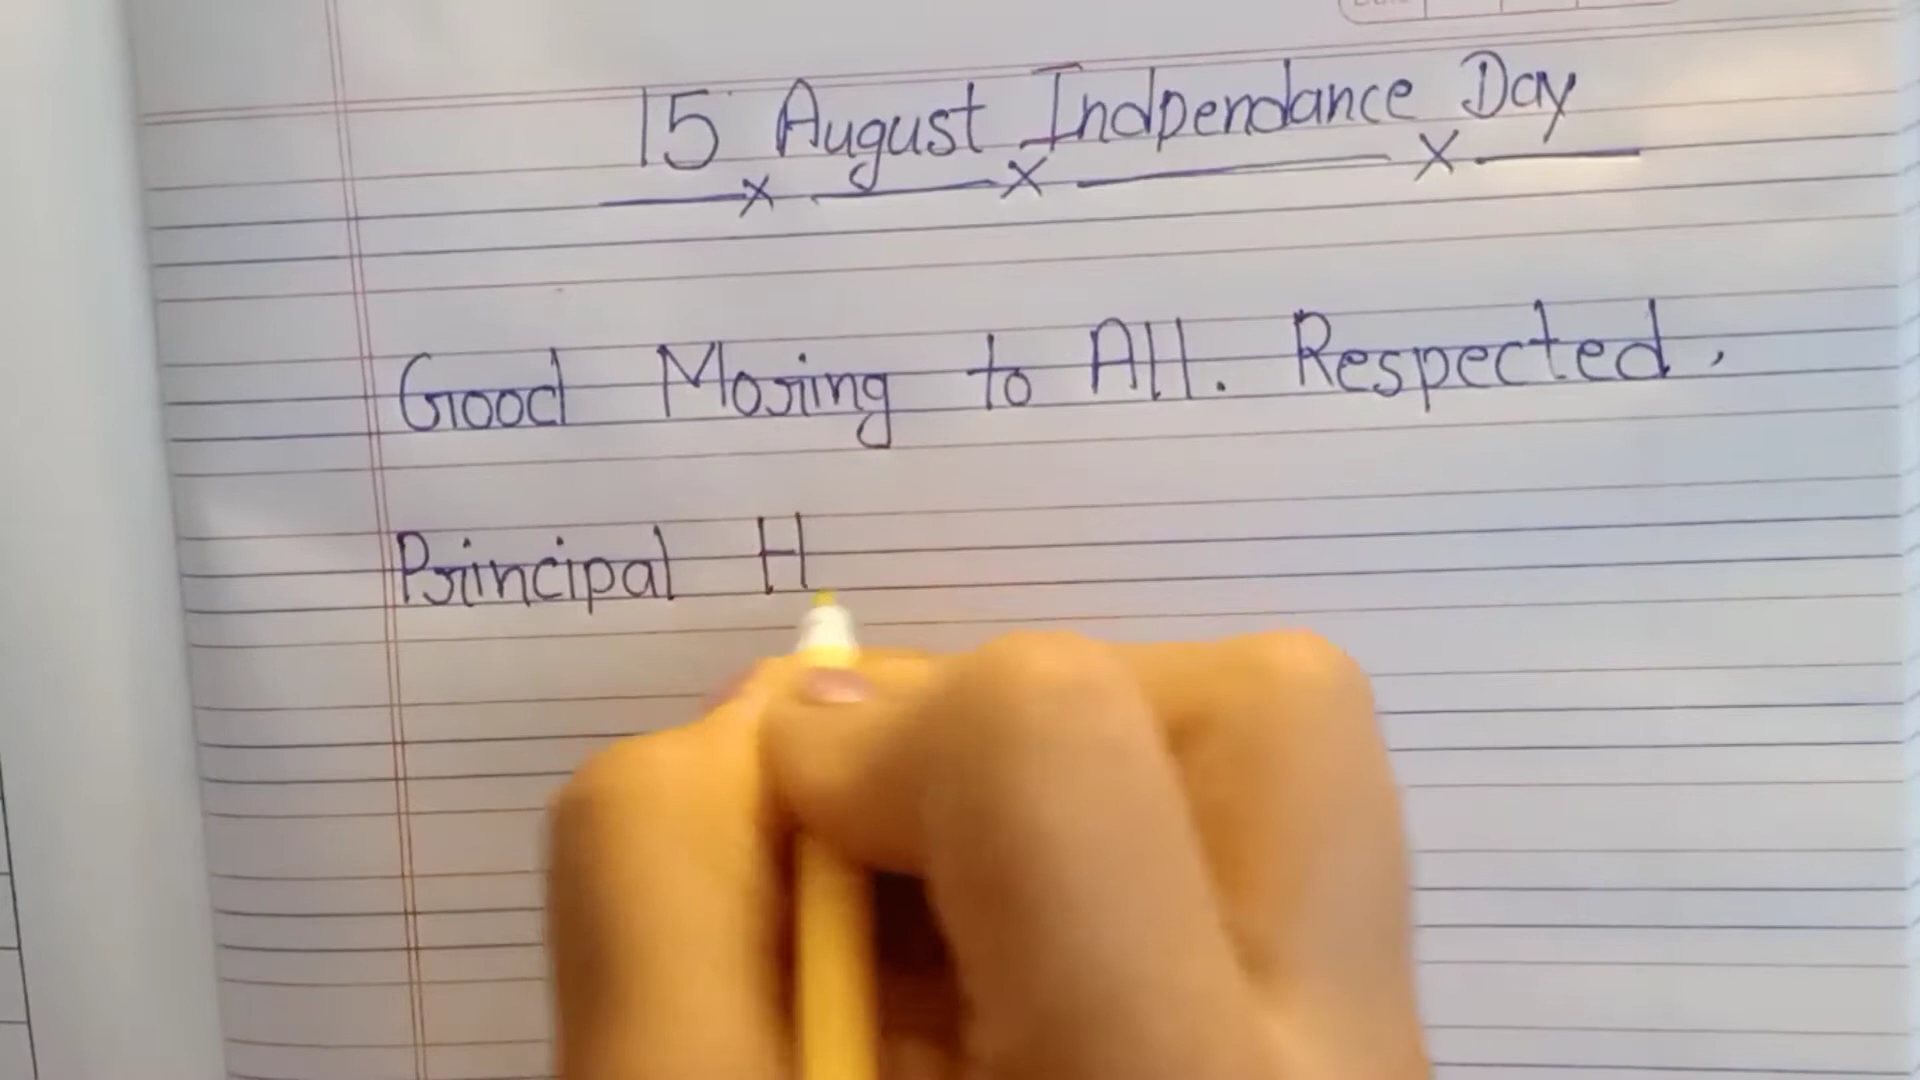 15 August Indpendance Day
Good Moring to All. Respected,
Principal H